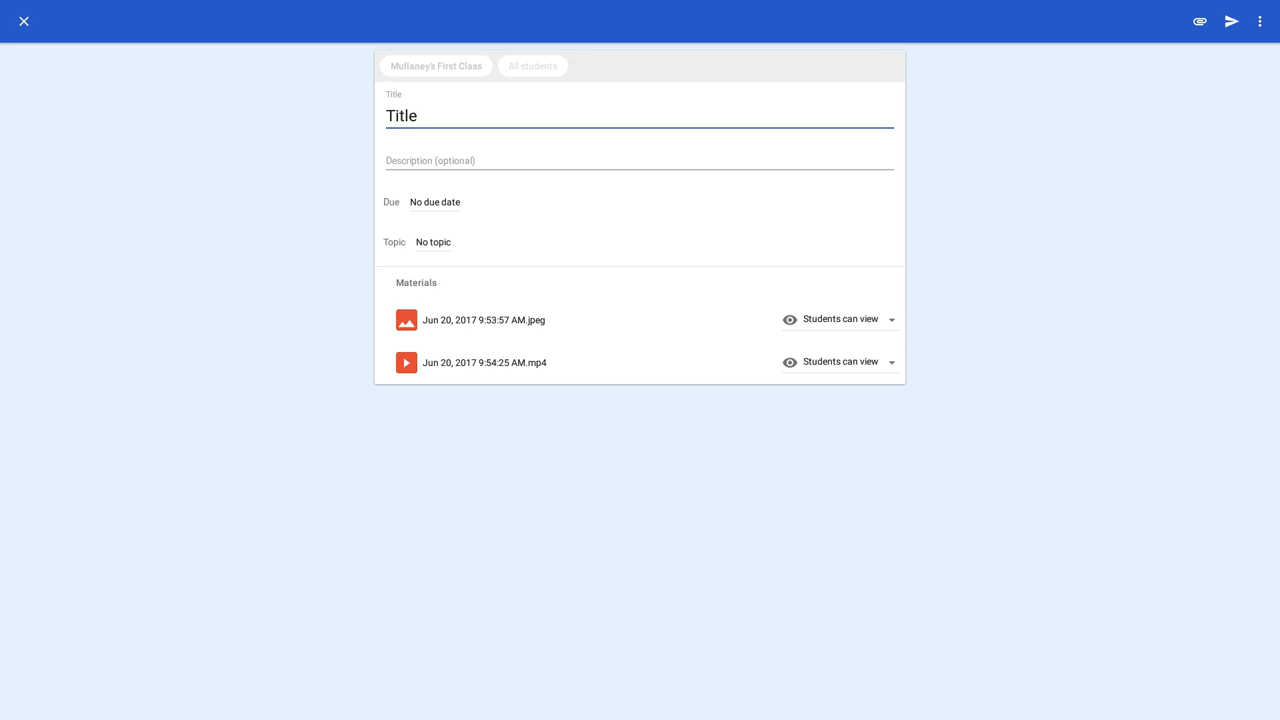 Mullaney's First Class All students
Title
Title
Description (optional)
Due No due date
Topic No topic
Materials
Jun 20, 2017 9:53:57 AM.jpeg Students can view
Jun 20, 2017 9:54:25 AM.mp4 Students can view